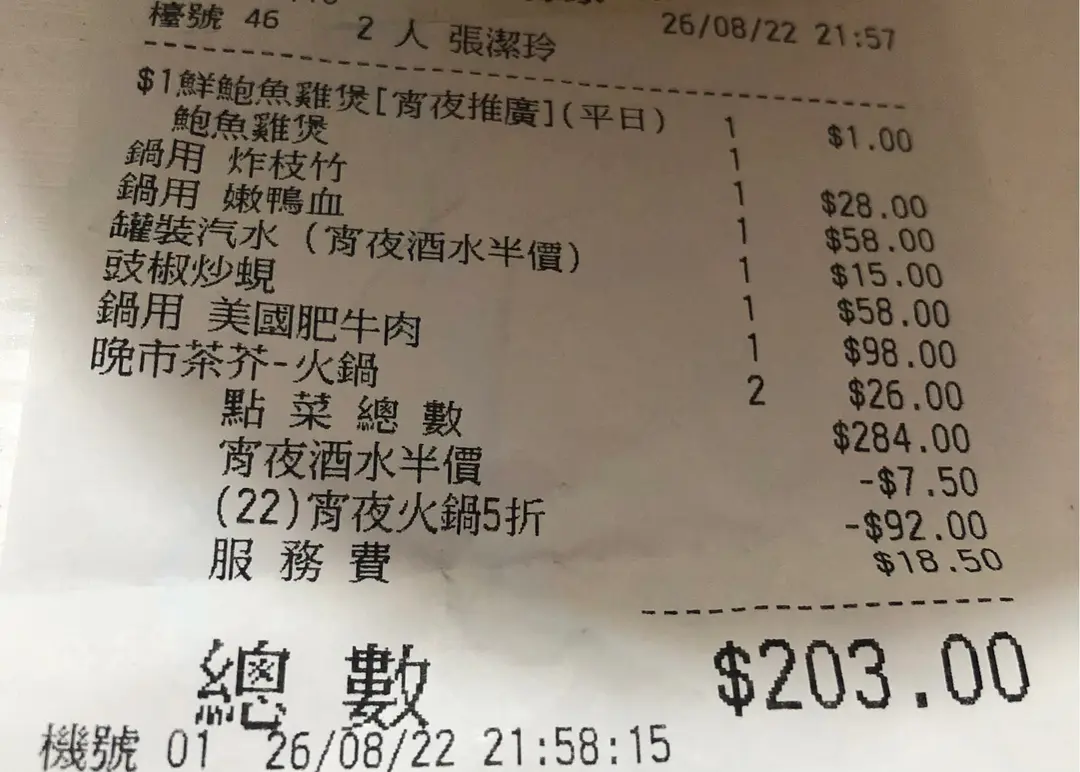 檯號 46 2 人 張潔玲 26/08/22 21:57
$1鮮鮑魚雞煲[宵夜推廣](平日) 1 $1.00
鮑魚雞煲 1
鍋用 炸枝竹 1 $28.00
鍋用 嫩鴨血 1 $58.00
罐裝汽水 (宵夜酒水半價) 1 $15.00
豉椒炒蜆 1 $58.00
鍋用 美國肥牛肉 1 $98.00
晚市茶芥-火鍋 2 $26.00
點菜總數 $284.00
宵夜酒水半價 -$7.50
(22)宵夜火鍋5折 -$92.00
服務費 $18.50
總數 $203.00
機號 01 26/08/22 21:58:15